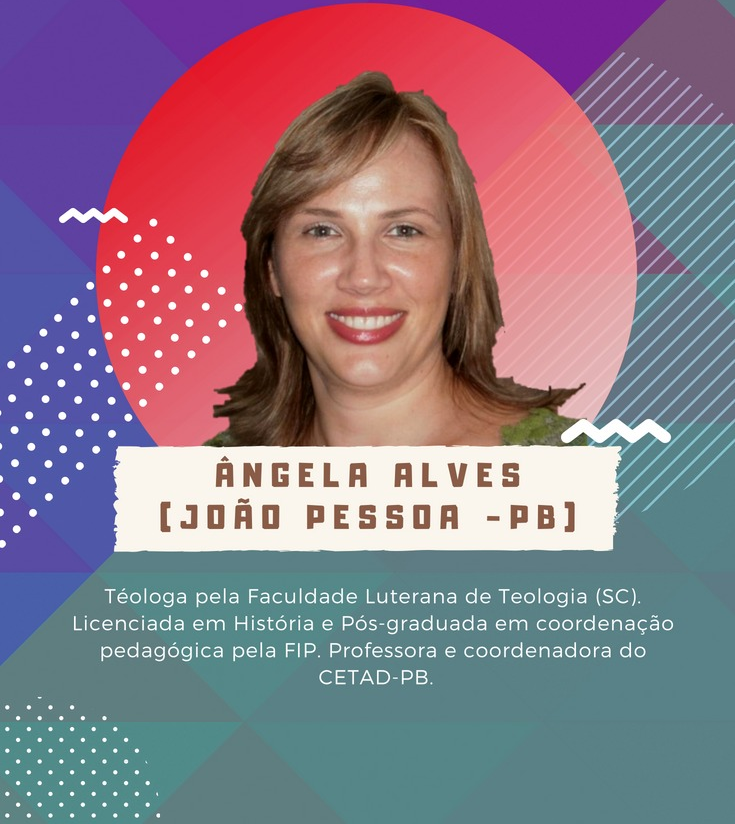 ÂNGELA ALVES
[JOÃO PESSOA -PB]
Téologa pela Faculdade Luterana de Teologia (SC).
Licenciada em História e Pós-graduada em coordenação
pedagógica pela FIP. Professora e coordenadora do
CETAD-PB.